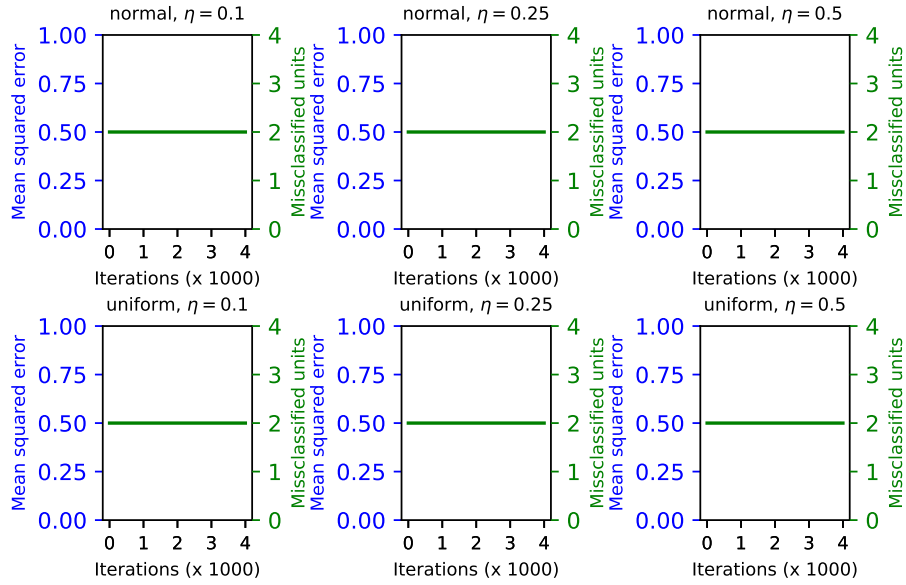 normal, η = 0.1
1.00
0.75
0.50
0.25
0.00
Mean squared error
4
3
2
1
0
Missclassified units
0 1 2 3 4
Iterations (x 1000)
normal, η = 0.25
1.00
0.75
0.50
0.25
0.00
Mean squared error
4
3
2
1
0
Missclassified units
0 1 2 3 4
Iterations (x 1000)
normal, η = 0.5
1.00
0.75
0.50
0.25
0.00
Mean squared error
4
3
2
1
0
Missclassified units
0 1 2 3 4
Iterations (x 1000)
uniform, η = 0.1
1.00
0.75
0.50
0.25
0.00
Mean squared error
4
3
2
1
0
Missclassified units
0 1 2 3 4
Iterations (x 1000)
uniform, η = 0.25
1.00
0.75
0.50
0.25
0.00
Mean squared error
4
3
2
1
0
Missclassified units
0 1 2 3 4
Iterations (x 1000)
uniform, η = 0.5
1.00
0.75
0.50
0.25
0.00
Mean squared error
4
3
2
1
0
Missclassified units
0 1 2 3 4
Iterations (x 1000)